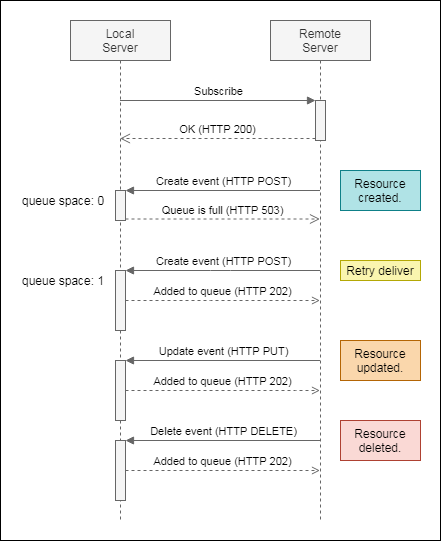 Local
Server
Remote
Server
Subscribe
OK (HTTP 200)
Create event (HTTP POST)
Resource
created.
queue space: 0
Queue is full (HTTP 503)
Create event (HTTP POST)
Retry deliver
queue space: 1
Added to queue (HTTP 202)
Update event (HTTP PUT)
Resource
updated.
Added to queue (HTTP 202)
Delete event (HTTP DELETE)
Resource
deleted.
Added to queue (HTTP 202)